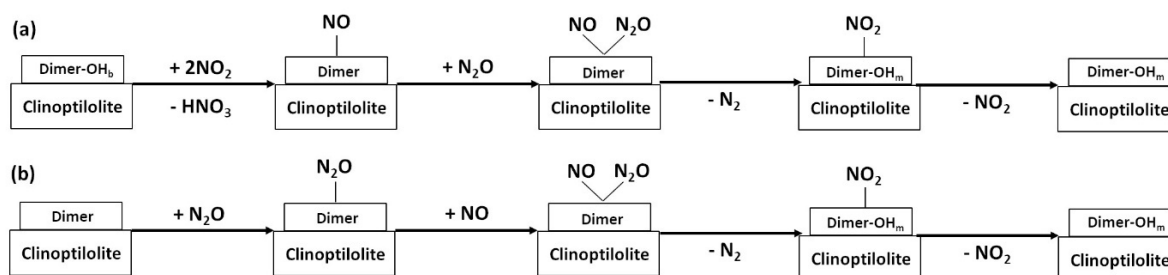 (a)
NO
NO N₂O
NO₂
Dimer-OHb + 2NO₂ Dimer + N₂O Dimer - N₂ Dimer-OHm - NO₂ Dimer-OHm
Clinoptilolite - HNO₃ Clinoptilolite Clinoptilolite Clinoptilolite Clinoptilolite
(b)
N₂O
NO N₂O
NO₂
Dimer + N₂O Dimer + NO Dimer - N₂ Dimer-OHm - NO₂ Dimer-OHm
Clinoptilolite Clinoptilolite Clinoptilolite Clinoptilolite Clinoptilolite